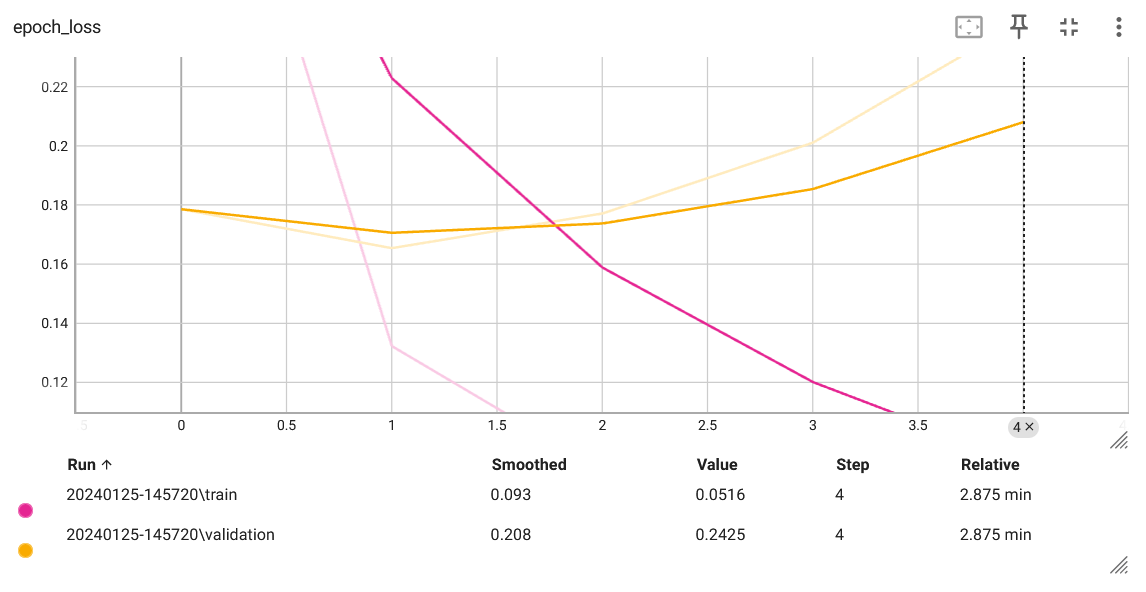 epoch_loss
0.22
0.2
0.18
0.16
0.14
0.12
5 0 0.5 1 1.5 2 2.5 3 3.5 4 ×
Run ↑ Smoothed Value Step Relative
20240125-145720\train 0.093 0.0516 4 2.875 min
20240125-145720\validation 0.208 0.2425 4 2.875 min